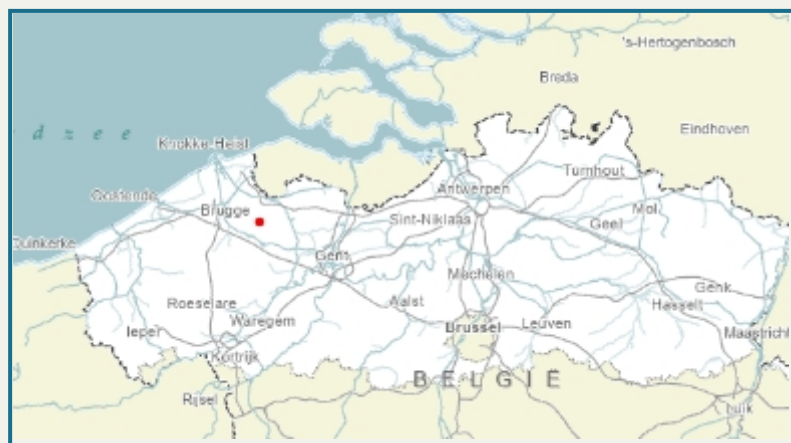 's-Hertogenbosch
Breda
d z e e
Eindhoven
Knokke-Heist
Turnhout
Oostende
Antwerpen
Brugge
Mol
Sint-Niklaas
Geel
Duinkerke
Gent
Mechelen
Genk
Roeselare
Aalst
Hasselt
Waregem
Brussel
Leuven
Ieper
Maastricht
Kortrijk
BELGIË
Rijsel
Luik